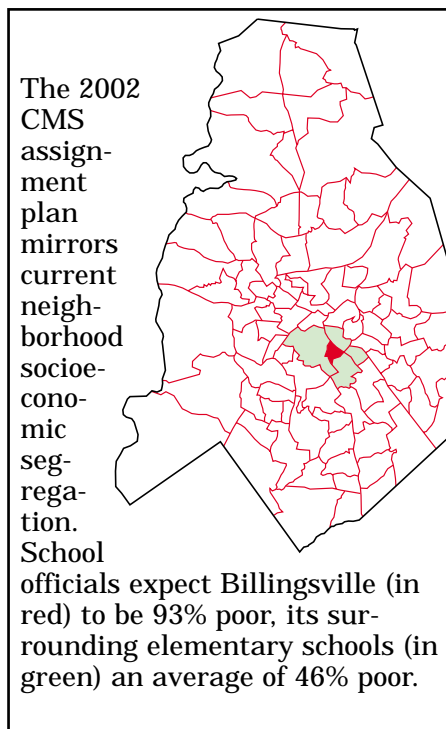 The 2002
CMS
assign-
ment
plan
mirrors
current
neigh-
borhood
socioe-
cono-
mic
seg-
rega-
tion.
School
officials expect Billingsville (in
red) to be 93% poor, its sur-
rounding elementary schools (in
green) an average of 46% poor.